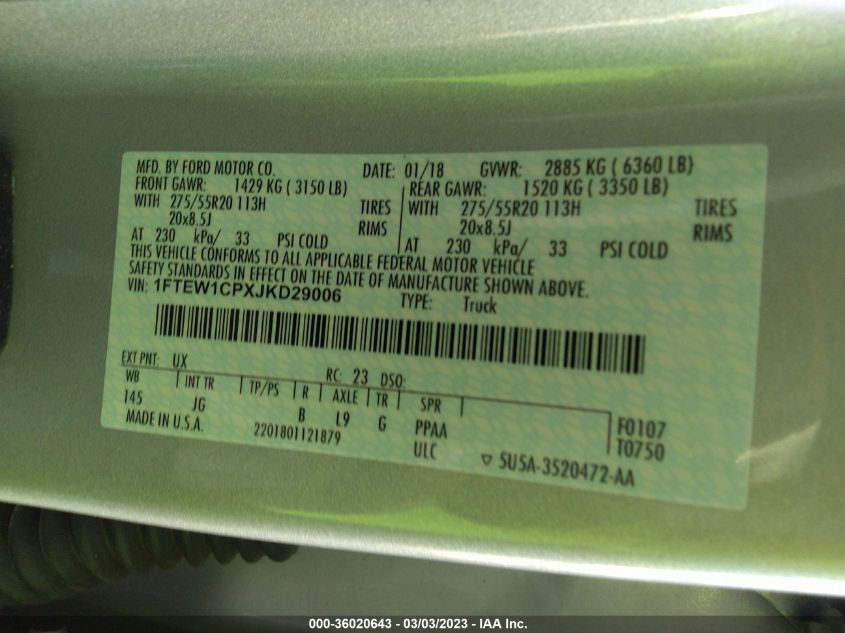 MFD. BY FORD MOTOR CO. DATE: 01/18 GVWR: 2885 KG ( 6360 LB)
FRONT GAWR: 1429 KG ( 3150 LB) REAR GAWR: 1520 KG ( 3350 LB)
WITH 275/55R20 113H TIRES WITH 275/55R20 113H TIRES
20x8.5J RIMS 20x8.5J RIMS
AT 230 kPa/ 33 PSI COLD AT 230 kPa/ 33 PSI COLD
THIS VEHICLE CONFORMS TO ALL APPLICABLE FEDERAL MOTOR VEHICLE
SAFETY STANDARDS IN EFFECT ON THE DATE OF MANUFACTURE SHOWN ABOVE.
VIN: 1FTEW1CPXJKD29006 TYPE: Truck
EXT PNT: UX RC: 23 DSO:
WB INT TR TP/PS R AXLE TR SPR
145 JG B L9 G PPAA F0107
MADE IN U.S.A. 2201801121879 ULC T0750
▽ 5U5A-3520472-AA
000-36020643 - 03/03/2023 - IAA Inc.